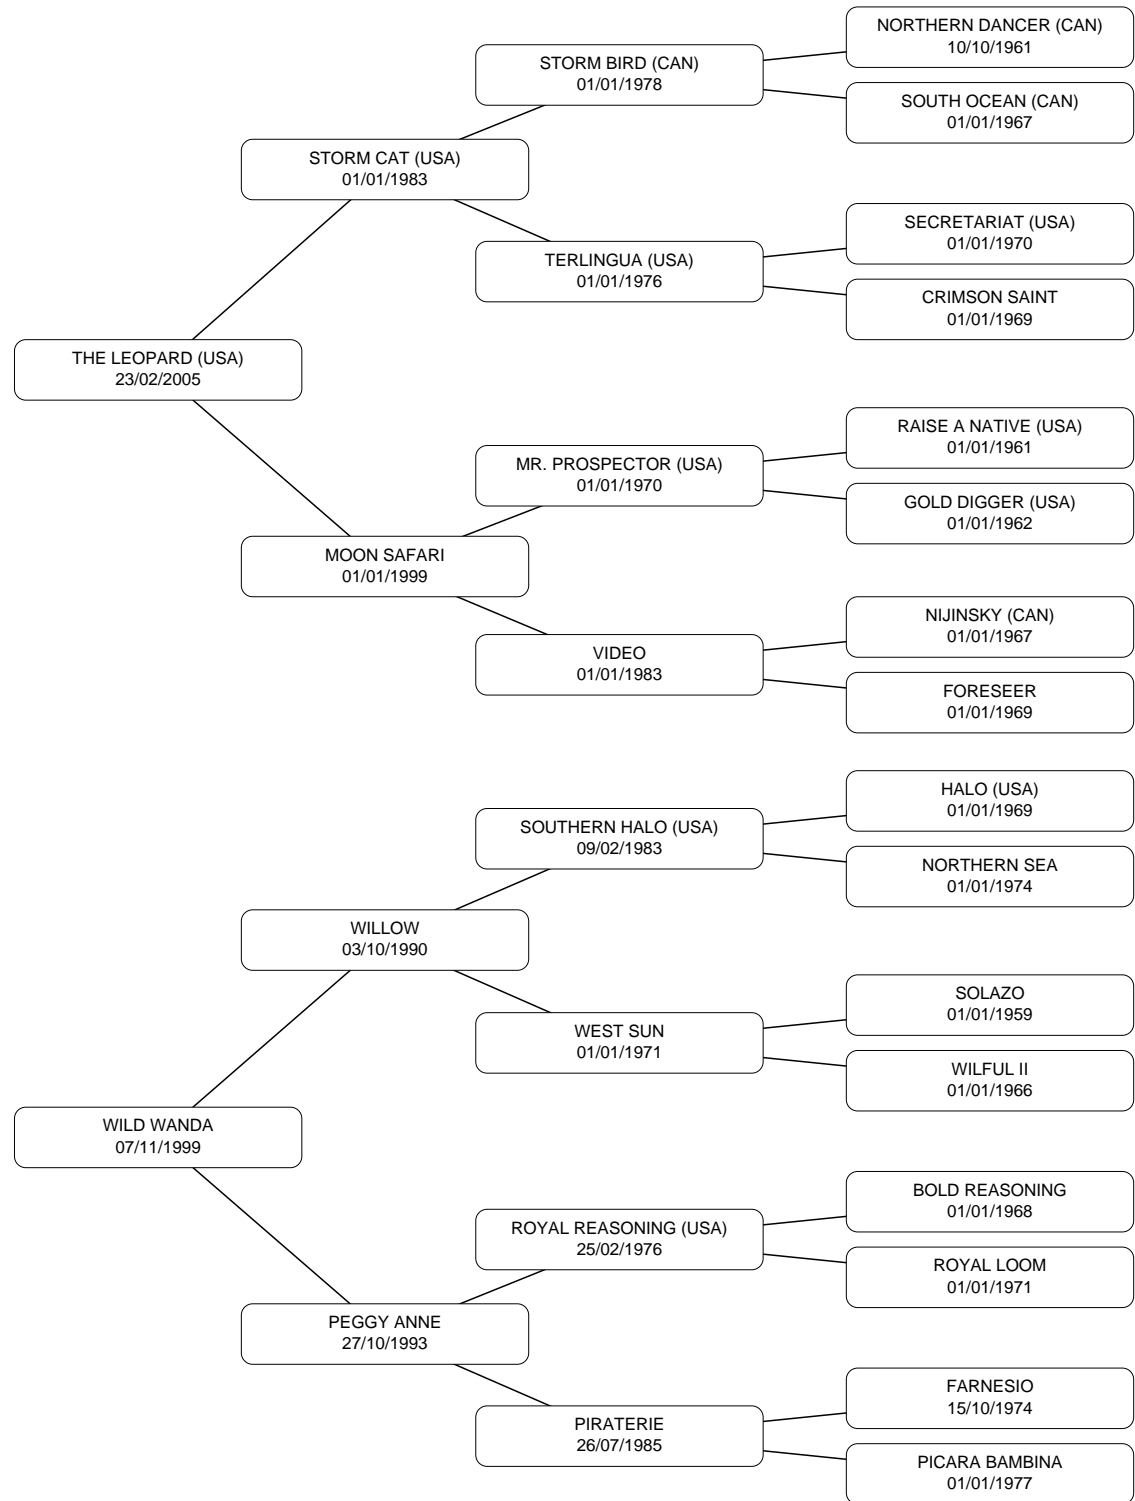 NORTHERN DANCER (CAN)
10/10/1961
STORM BIRD (CAN)
01/01/1978
SOUTH OCEAN (CAN)
01/01/1967
STORM CAT (USA)
01/01/1983
SECRETARIAT (USA)
01/01/1970
TERLINGUA (USA)
01/01/1976
CRIMSON SAINT
01/01/1969
THE LEOPARD (USA)
23/02/2005
RAISE A NATIVE (USA)
01/01/1961
MR. PROSPECTOR (USA)
01/01/1970
GOLD DIGGER (USA)
01/01/1962
MOON SAFARI
01/01/1999
NIJINSKY (CAN)
01/01/1967
VIDEO
01/01/1983
FORESEER
01/01/1969
HALO (USA)
01/01/1969
SOUTHERN HALO (USA)
09/02/1983
NORTHERN SEA
01/01/1974
WILLOW
03/10/1990
SOLAZO
01/01/1959
WEST SUN
01/01/1971
WILFUL II
01/01/1966
WILD WANDA
07/11/1999
BOLD REASONING
01/01/1968
ROYAL REASONING (USA)
25/02/1976
ROYAL LOOM
01/01/1971
PEGGY ANNE
27/10/1993
FARNESIO
15/10/1974
PIRATERIE
26/07/1985
PICARA BAMBINA
01/01/1977